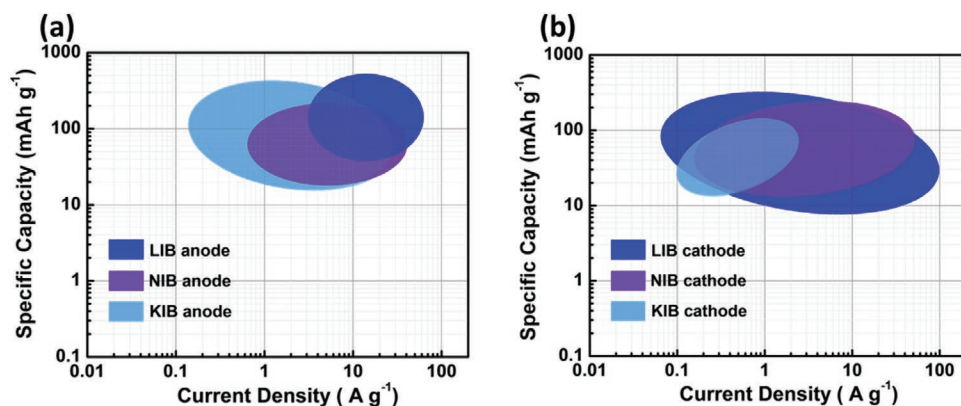 (a)
1000
100
10
1
0.1
Specific Capacity (mAh g⁻¹)
LIB anode
NIB anode
KIB anode
0.01 0.1 1 10 100
Current Density ( A g⁻¹)
(b)
1000
100
10
1
0.1
Specific Capacity (mAh g⁻¹)
LIB cathode
NIB cathode
KIB cathode
0.01 0.1 1 10 100
Current Density ( A g⁻¹)